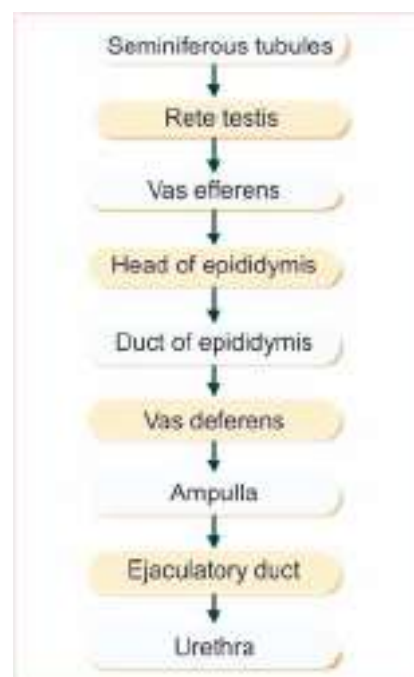 Seminiferous tubules
Rete testis
Vas efferens
Head of epididymis
Duct of epididymis
Vas deferens
Ampulla
Ejaculatory duct
Urethra